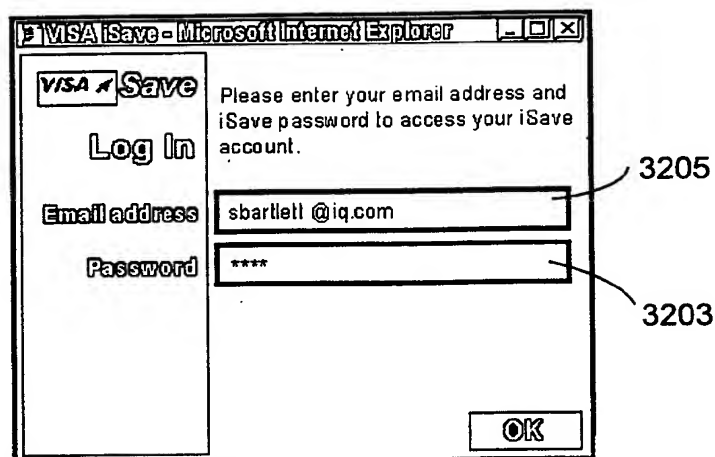 VISA iSave - Microsoft Internet Explorer
VISA Save
Log In
Please enter your email address and
iSave password to access your iSave
account.
Email address
sbartlett @iq.com
3205
Password
****
3203
OK